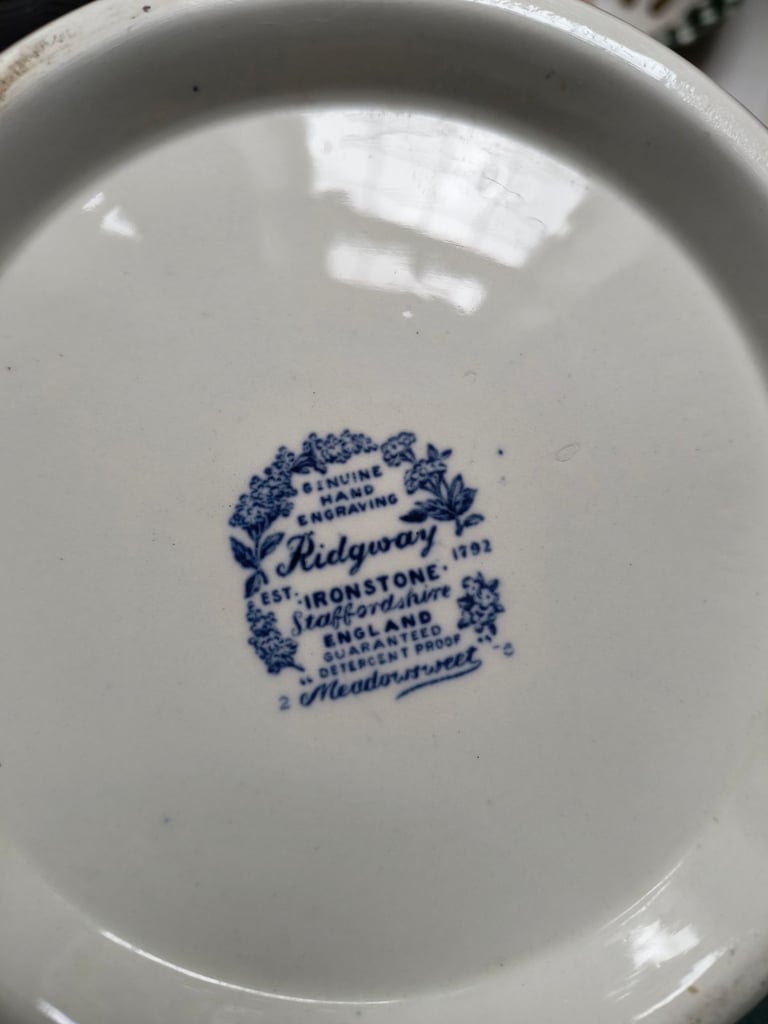 GENUINE
HAND
ENGRAVING
Ridgway
EST. 1792
IRONSTONE
Staffordshire
ENGLAND
GUARANTEED
DETERGENT PROOF
"Meadowsweet"
2